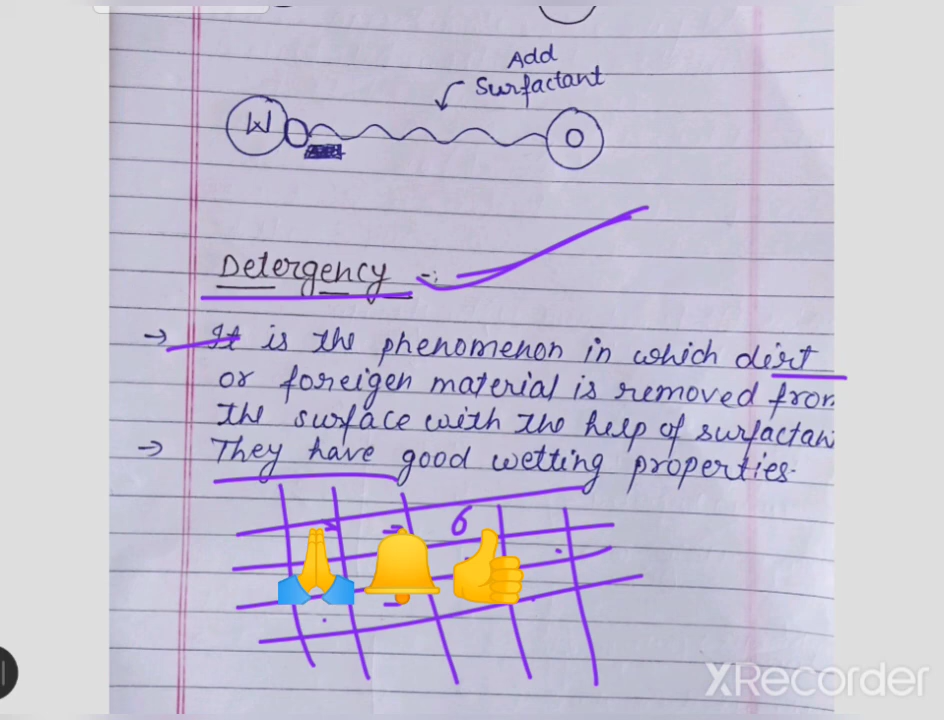 Add
Surfactant
W
O
Detergency -:
→ It is the phenomenon in which dirt
or foreigen material is removed from
the surface with the help of surfactan
→ They have good wetting properties.
6
XRecorder